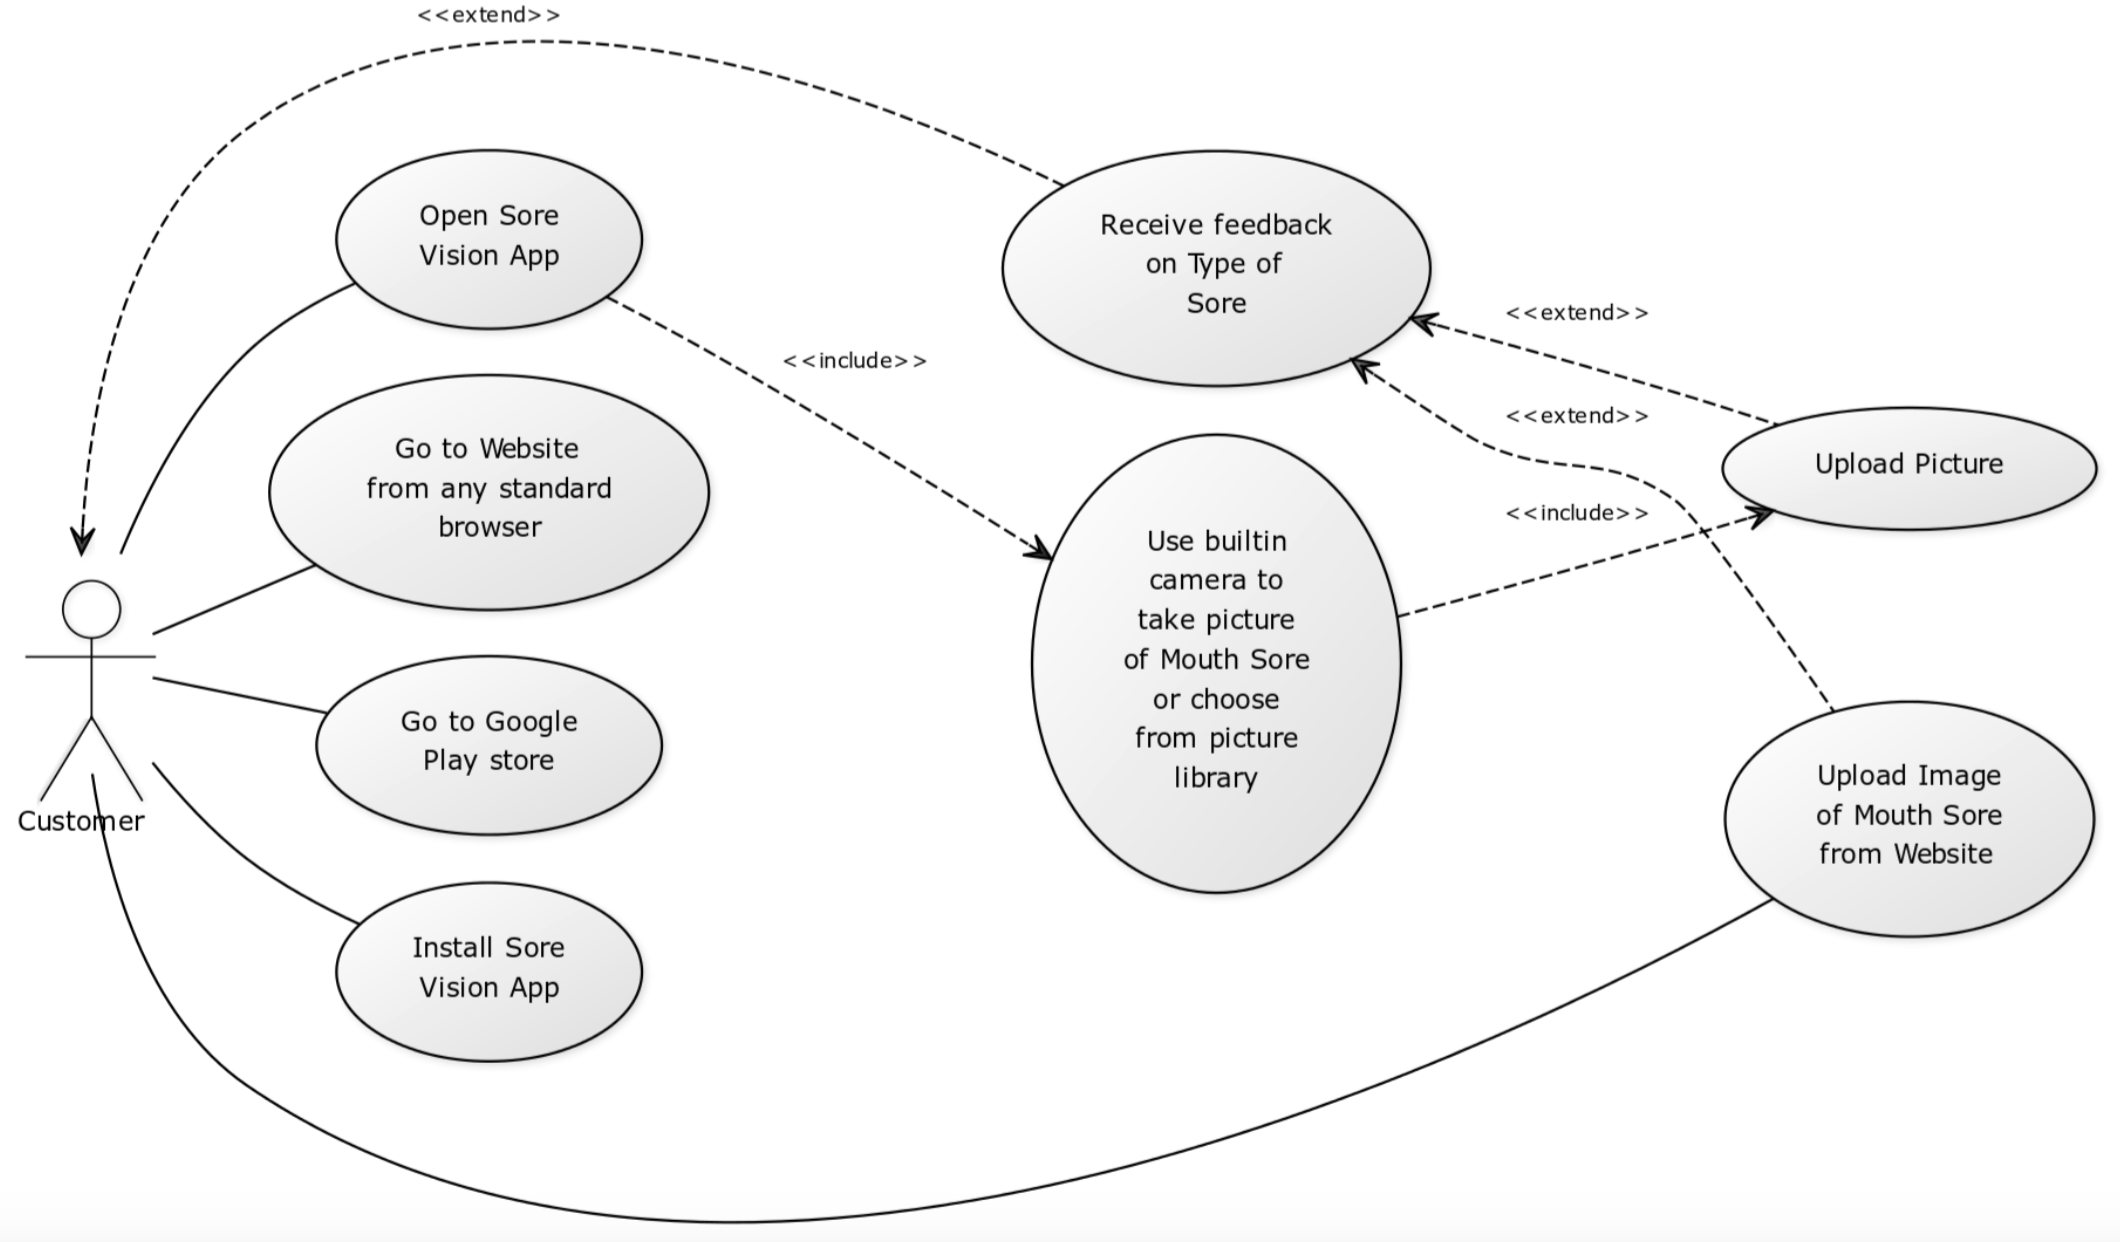 <<extend>>
Open Sore
Vision App
Receive feedback
on Type of
Sore
<<extend>>
<<include>>
<<extend>>
Go to Website
from any standard
browser
Upload Picture
<<include>>
Use builtin
camera to
take picture
of Mouth Sore
or choose
from picture
library
Go to Google
Play store
Customer
Upload Image
of Mouth Sore
from Website
Install Sore
Vision App